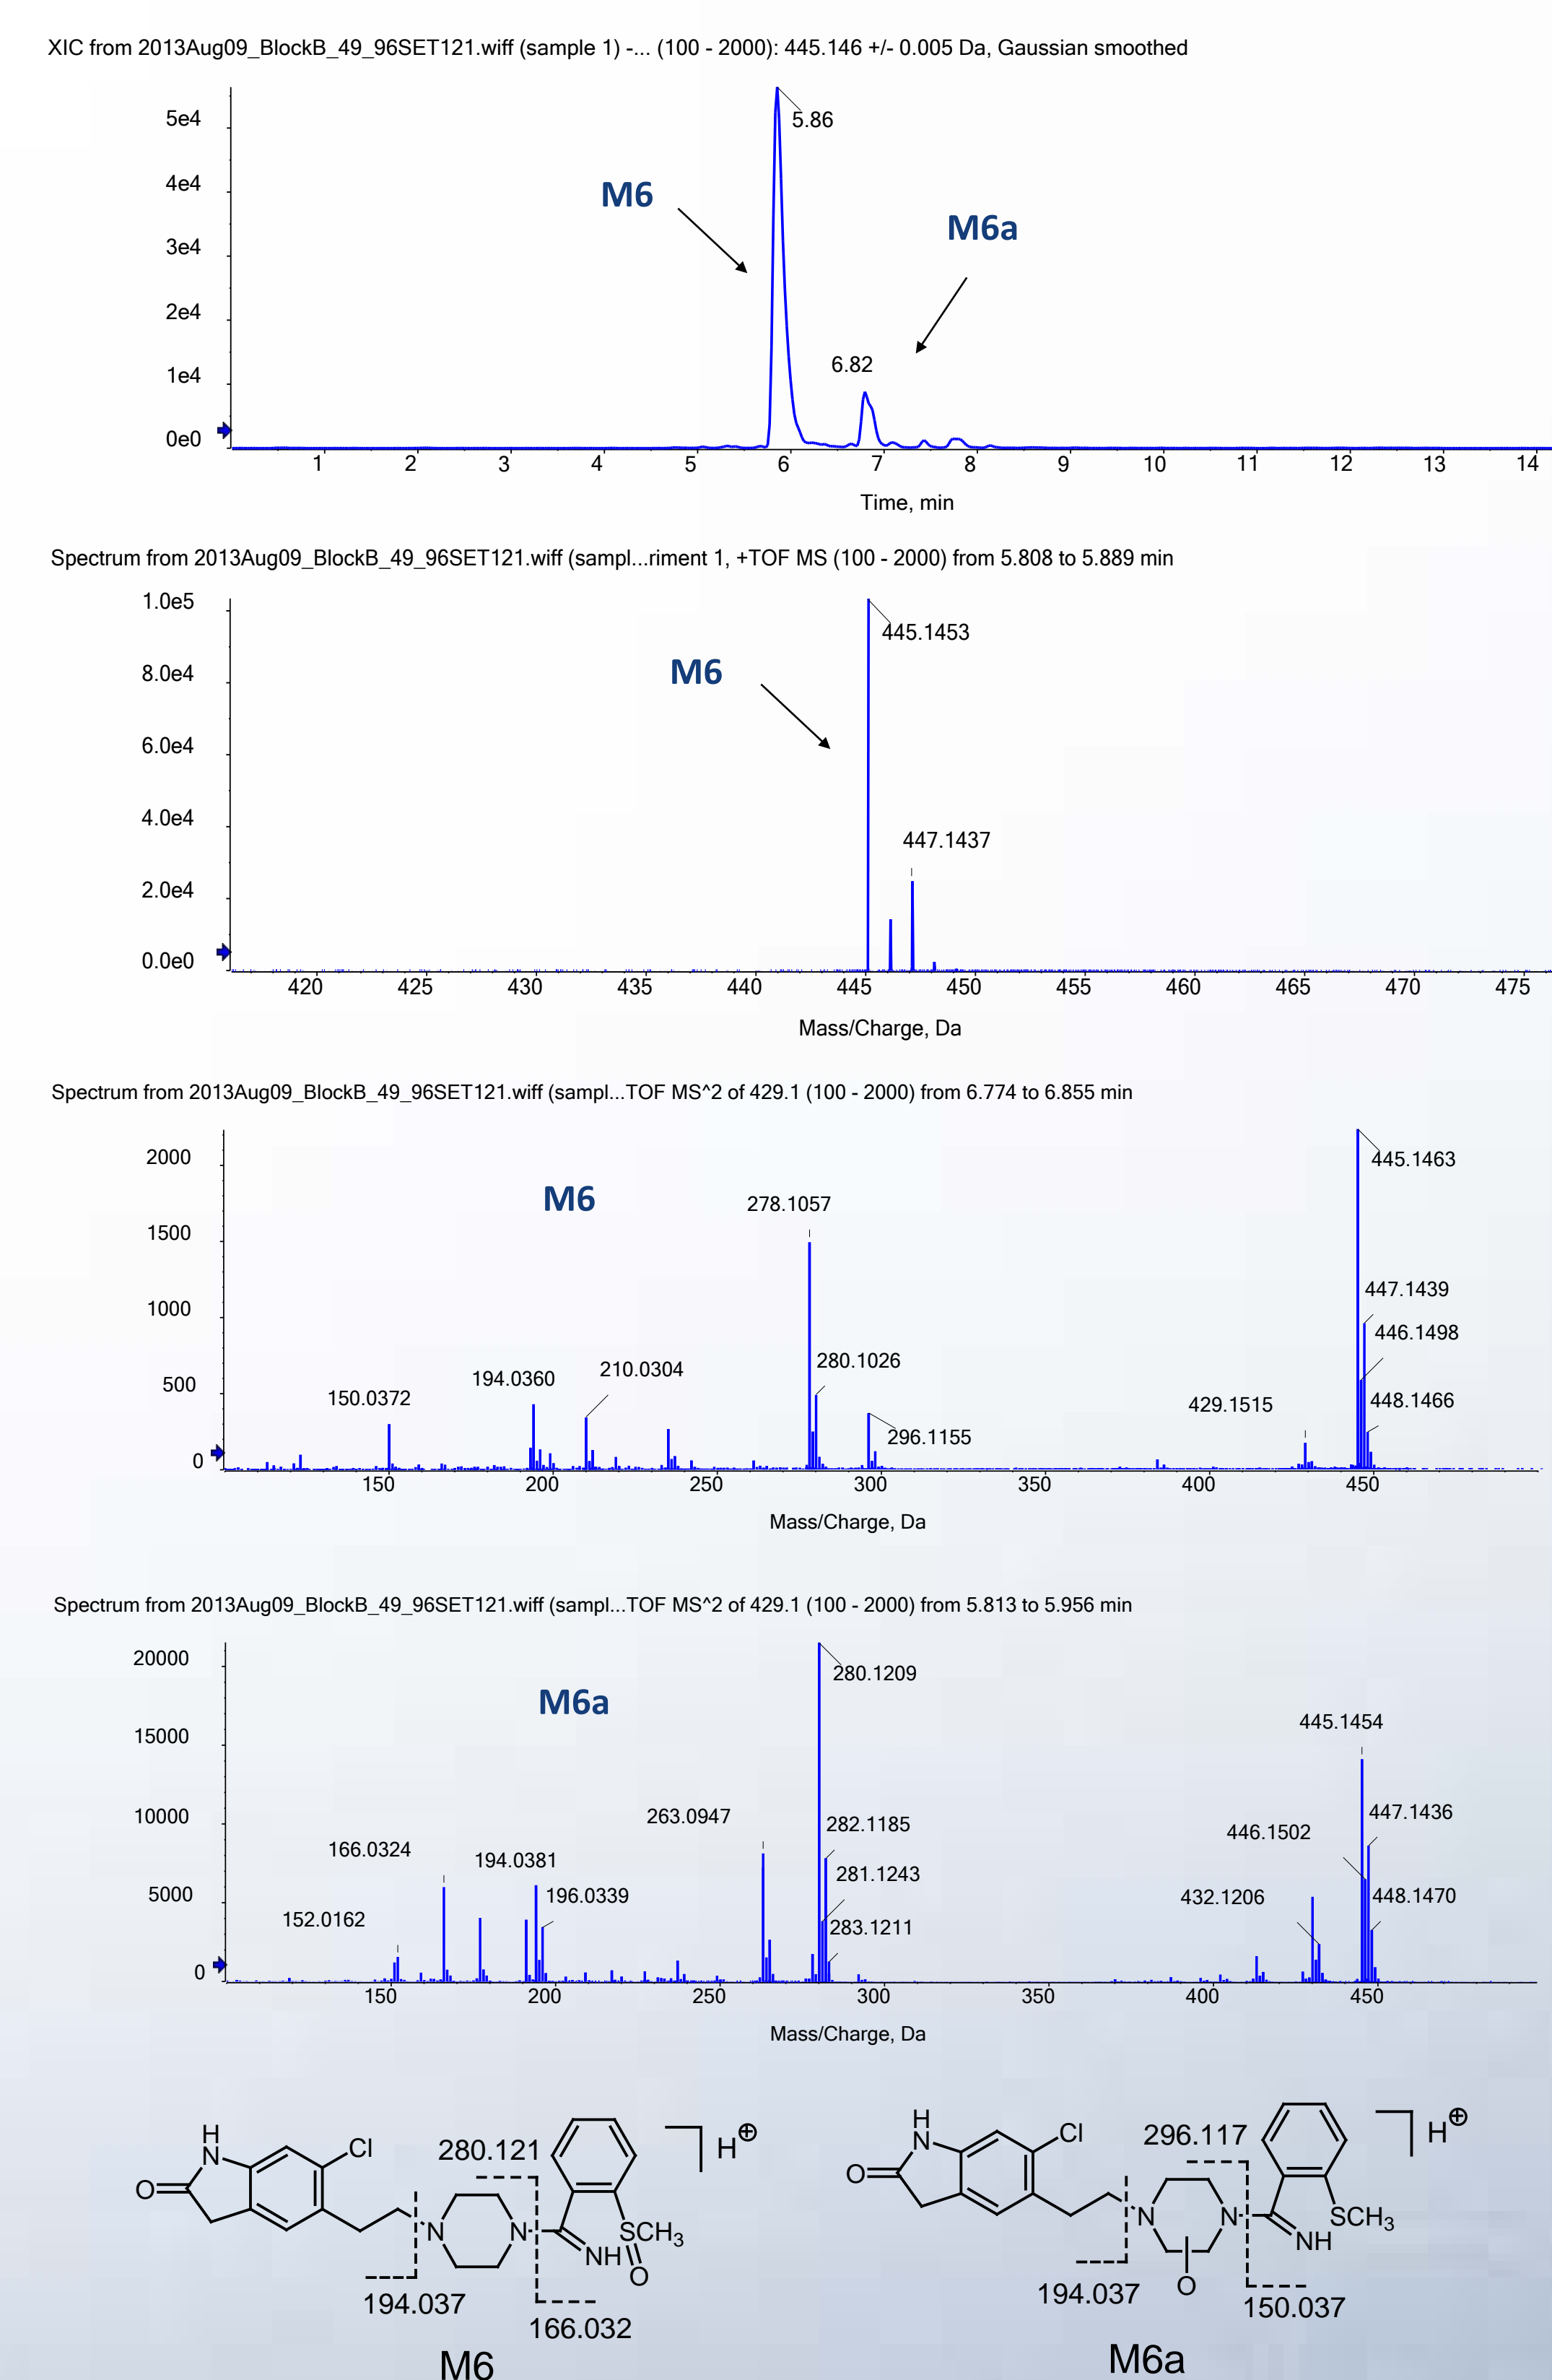 XIC from 2013Aug09_BlockB_49_96SET121.wiff (sample 1) -... (100 - 2000): 445.146 +/- 0.005 Da, Gaussian smoothed
5e4
5.86
4e4
M6
3e4
M6a
2e4
1e4
6.82
0e0
1 2 3 4 5 6 7 8 9 10 11 12 13 14
Time, min
Spectrum from 2013Aug09_BlockB_49_96SET121.wiff (sampl...riment 1, +TOF MS (100 - 2000) from 5.808 to 5.889 min
1.0e5
445.1453
8.0e4
M6
6.0e4
4.0e4
447.1437
2.0e4
0.0e0
420 425 430 435 440 445 450 455 460 465 470 475
Mass/Charge, Da
Spectrum from 2013Aug09_BlockB_49_96SET121.wiff (sampl...TOF MS^2 of 429.1 (100 - 2000) from 6.774 to 6.855 min
2000
445.1463
M6
278.1057
1500
447.1439
1000
446.1498
280.1026
210.0304
194.0360
500
150.0372
429.1515
448.1466
296.1155
0
150 200 250 300 350 400 450
Mass/Charge, Da
Spectrum from 2013Aug09_BlockB_49_96SET121.wiff (sampl...TOF MS^2 of 429.1 (100 - 2000) from 5.813 to 5.956 min
20000
280.1209
M6a
15000
445.1454
10000
263.0947
282.1185
447.1436
446.1502
166.0324
194.0381
281.1243
5000
196.0339
432.1206
448.1470
152.0162
283.1211
0
150 200 250 300 350 400 450
Mass/Charge, Da
H
N
O
Cl
280.121
H⊕
N
N
NH
SCH3
O
194.037
166.032
M6
H
N
O
Cl
296.117
H⊕
N
N
NH
SCH3
O
194.037
150.037
M6a